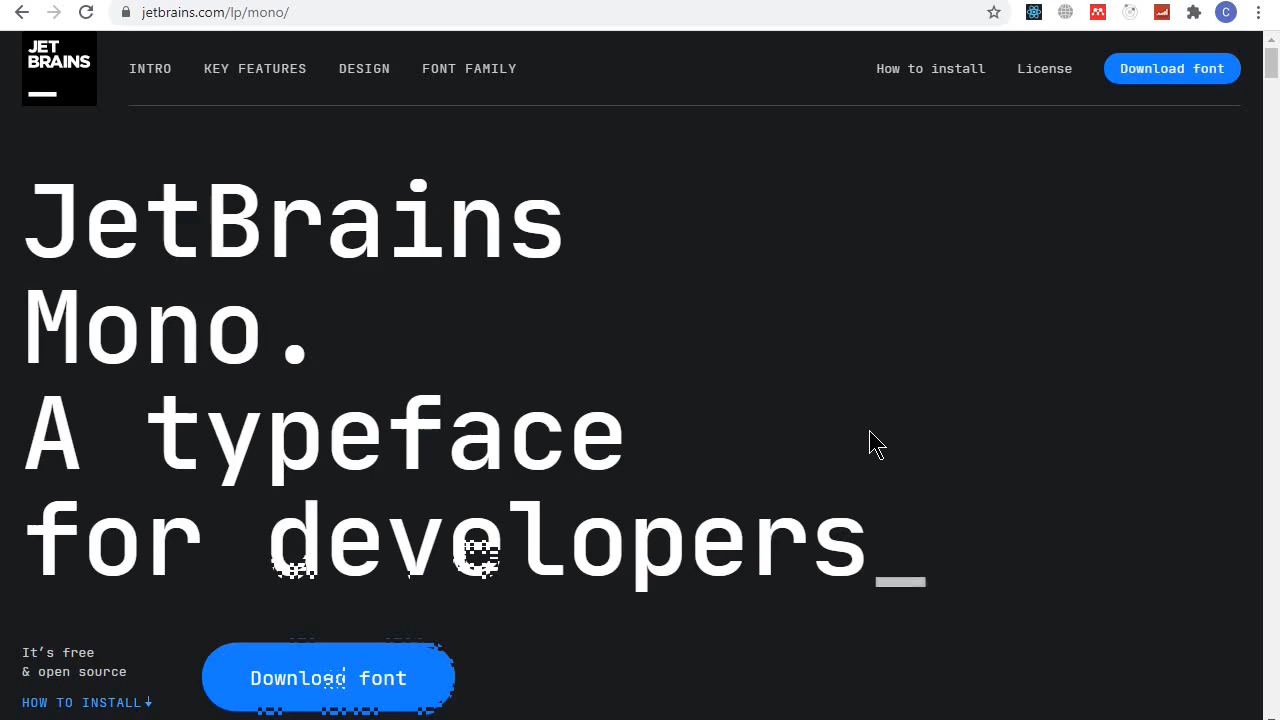 jetbrains.com/lp/mono/
C
JET
BRAINS
INTRO KEY FEATURES DESIGN FONT FAMILY How to install License Download font
JetBrains
Mono.
A typeface
for developers_
It's free
& open source
Download font
HOW TO INSTALL↓